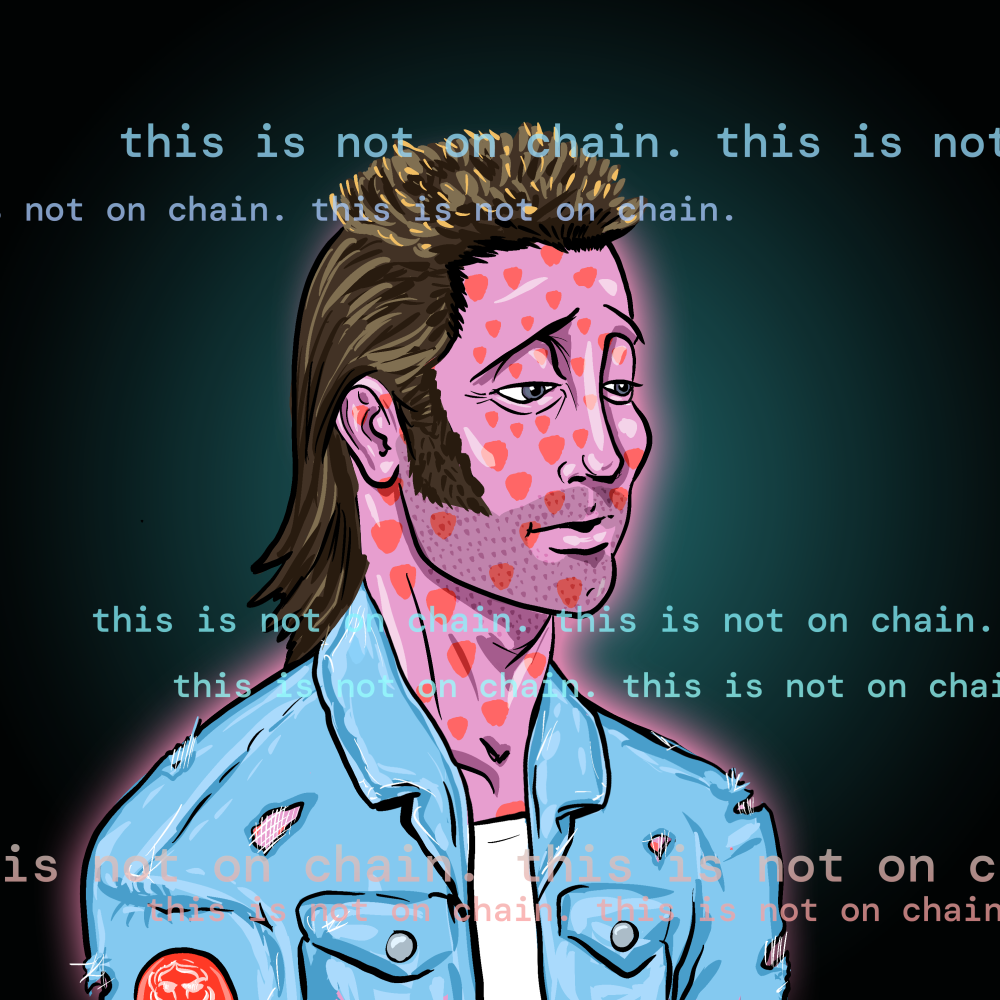 this is not on chain. this is not
not on chain. this is not on chain.
this is not on chain. this is not on chain.
this is not on chain. this is not on chai
is not on chain. this is not on c
this is not on chain. this is not on chain